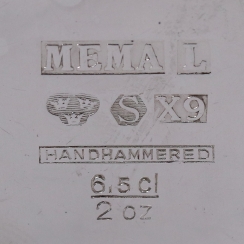 MEMA L
S X9
HANDHAMMERED
6,5 Cl
2 OZ